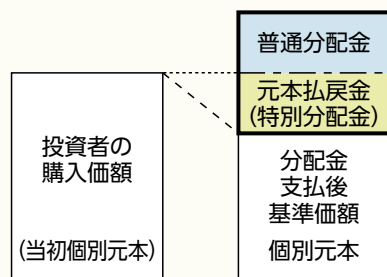 普通分配金
元本払戻金
(特別分配金)
投資者の
購入価額
(当初個別元本)
分配金
支払後
基準価額
個別元本